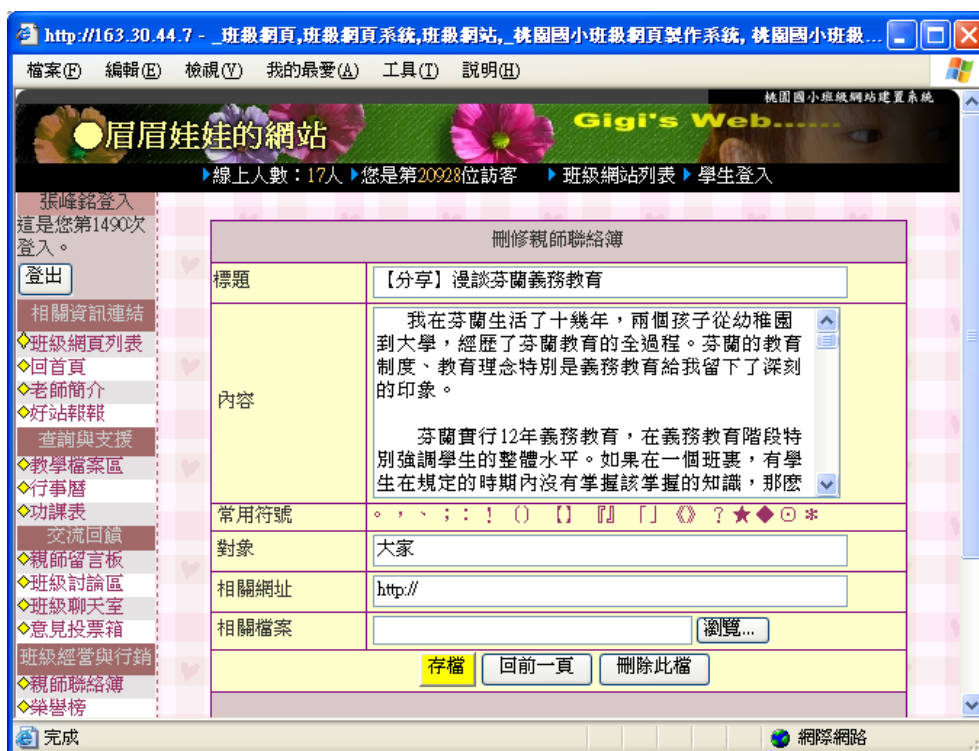 http://163.30.44.7 - _班級網頁,班級網頁系統,班級網站,_桃園國小班級網頁製作系統, 桃園國小班級...
檔案(F) 編輯(E) 檢視(V) 我的最愛(A) 工具(T) 說明(H)
桃園國小班級網站建置系統
眉眉娃娃的網站
Gigi's Web......
線上人數：17人 您是第20928位訪客 班級網站列表 學生登入
張峰銘登入
這是您第1490次
登入。
登出
相關資訊連結
班級網頁列表
回首頁
老師簡介
好站報報
查詢與支援
教學檔案區
行事曆
功課表
交流回饋
親師留言板
班級討論區
班級聊天室
意見投票箱
班級經營與行銷
親師聯絡簿
榮譽榜
刪修親師聯絡簿
標題
【分享】漫談芬蘭義務教育
內容
我在芬蘭生活了十幾年，兩個孩子從幼稚園
到大學，經歷了芬蘭教育的全過程。芬蘭的教育
制度、教育理念特別是義務教育給我留下了深刻
的印象。
芬蘭實行12年義務教育，在義務教育階段特
別強調學生的整體水平。如果在一個班裏，有學
生在規定的時期內沒有掌握該掌握的知識，那麼
常用符號
。 ， 、 ； ： ！ （） 【】 『』 「」 《》 ？ ★ ◆ ⊙ ＊
對象
大家
相關網址
http://
相關檔案
瀏覽...
存檔 回前一頁 刪除此檔
完成
網際網路